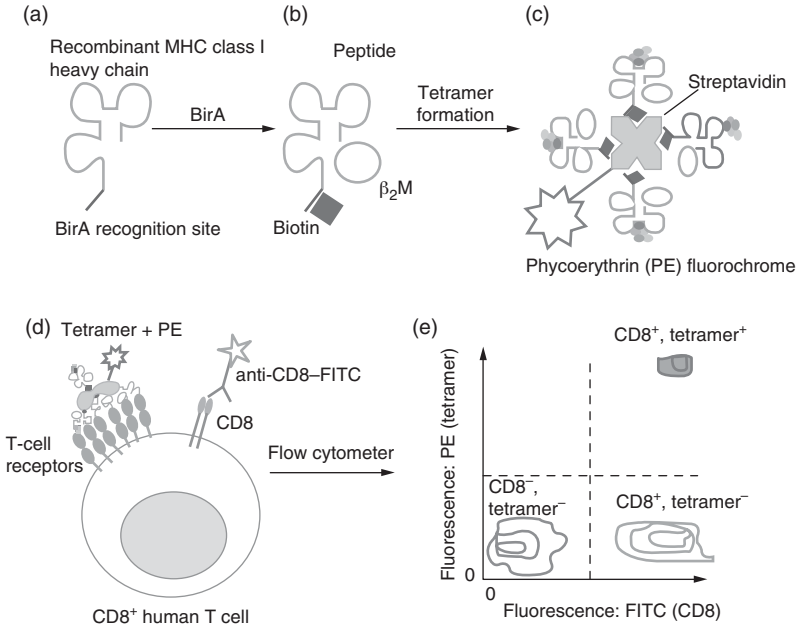 (a)
Recombinant MHC class I
heavy chain
BirA
BirA recognition site
(b)
Peptide
β₂M
Biotin
Tetramer
formation
(c)
Streptavidin
Phycoerythrin (PE) fluorochrome
(d)
Tetramer + PE
anti-CD8–FITC
CD8
T-cell
receptors
CD8⁺ human T cell
Flow cytometer
(e)
CD8⁺, tetramer⁺
CD8⁻,
tetramer⁻
CD8⁺, tetramer⁻
Fluorescence: PE (tetramer)
0
0
Fluorescence: FITC (CD8)